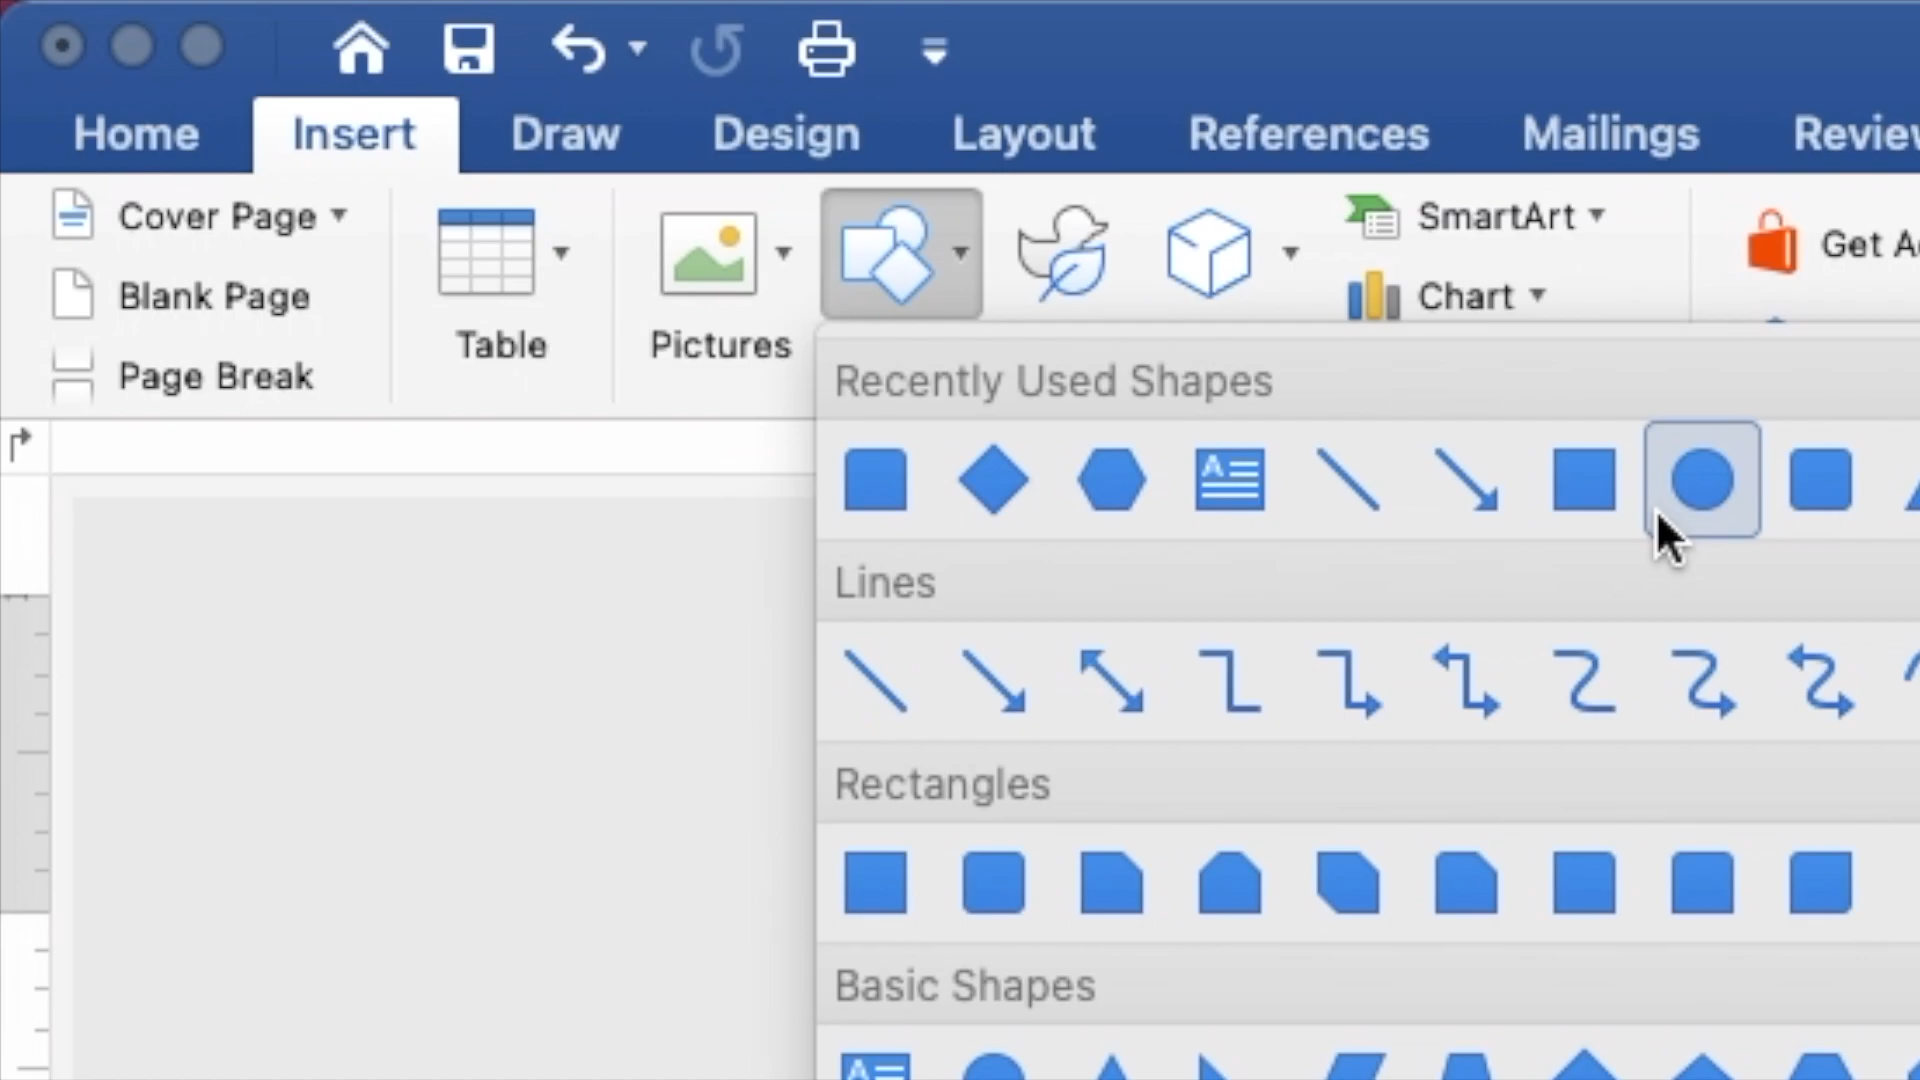 Home Insert Draw Design Layout References Mailings
Cover Page
Blank Page
Page Break
Table
Pictures
SmartArt
Chart
Get
Recently Used Shapes
Lines
Rectangles
Basic Shapes